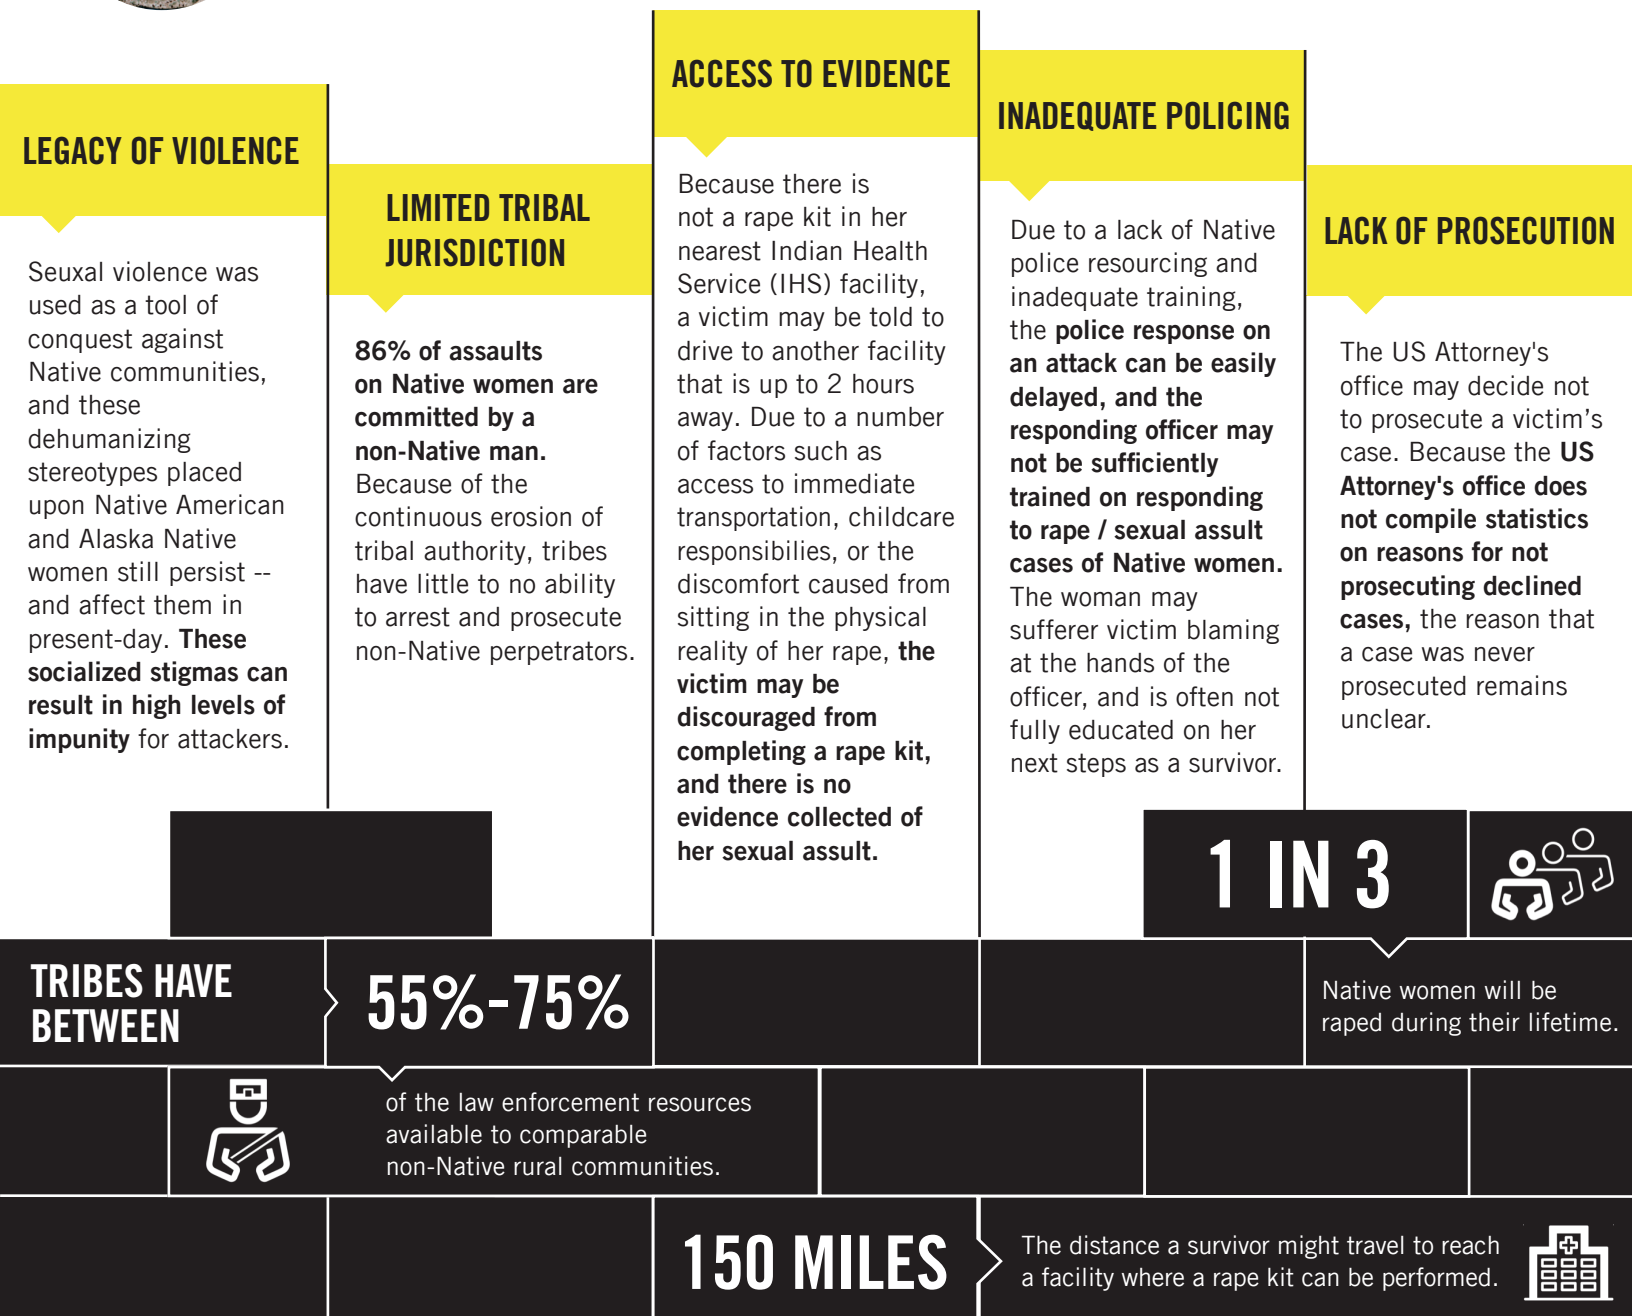 LEGACY OF VIOLENCE
Seuxal violence was
used as a tool of
conquest against
Native communities,
and these
dehumanizing
stereotypes placed
upon Native American
and Alaska Native
women still persist --
and affect them in
present-day. These
socialized stigmas can
result in high levels of
impunity for attackers.
LIMITED TRIBAL
JURISDICTION
86% of assaults
on Native women are
committed by a
non-Native man.
Because of the
continuous erosion of
tribal authority, tribes
have little to no ability
to arrest and prosecute
non-Native perpetrators.
ACCESS TO EVIDENCE
Because there is
not a rape kit in her
nearest Indian Health
Service (IHS) facility,
a victim may be told to
drive to another facility
that is up to 2 hours
away. Due to a number
of factors such as
access to immediate
transportation, childcare
responsibilies, or the
discomfort caused from
sitting in the physical
reality of her rape, the
victim may be
discouraged from
completing a rape kit,
and there is no
evidence collected of
her sexual assult.
INADEQUATE POLICING
Due to a lack of Native
police resourcing and
inadequate training,
the police response on
an attack can be easily
delayed, and the
responding officer may
not be sufficiently
trained on responding
to rape / sexual assult
cases of Native women.
The woman may
sufferer victim blaming
at the hands of the
officer, and is often not
fully educated on her
next steps as a survivor.
LACK OF PROSECUTION
The US Attorney's
office may decide not
to prosecute a victim’s
case. Because the US
Attorney's office does
not compile statistics
on reasons for not
prosecuting declined
cases, the reason that
a case was never
prosecuted remains
unclear.
1 IN 3
Native women will be
raped during their lifetime.
TRIBES HAVE
BETWEEN
55%-75%
of the law enforcement resources
available to comparable
non-Native rural communities.
150 MILES
The distance a survivor might travel to reach
a facility where a rape kit can be performed.